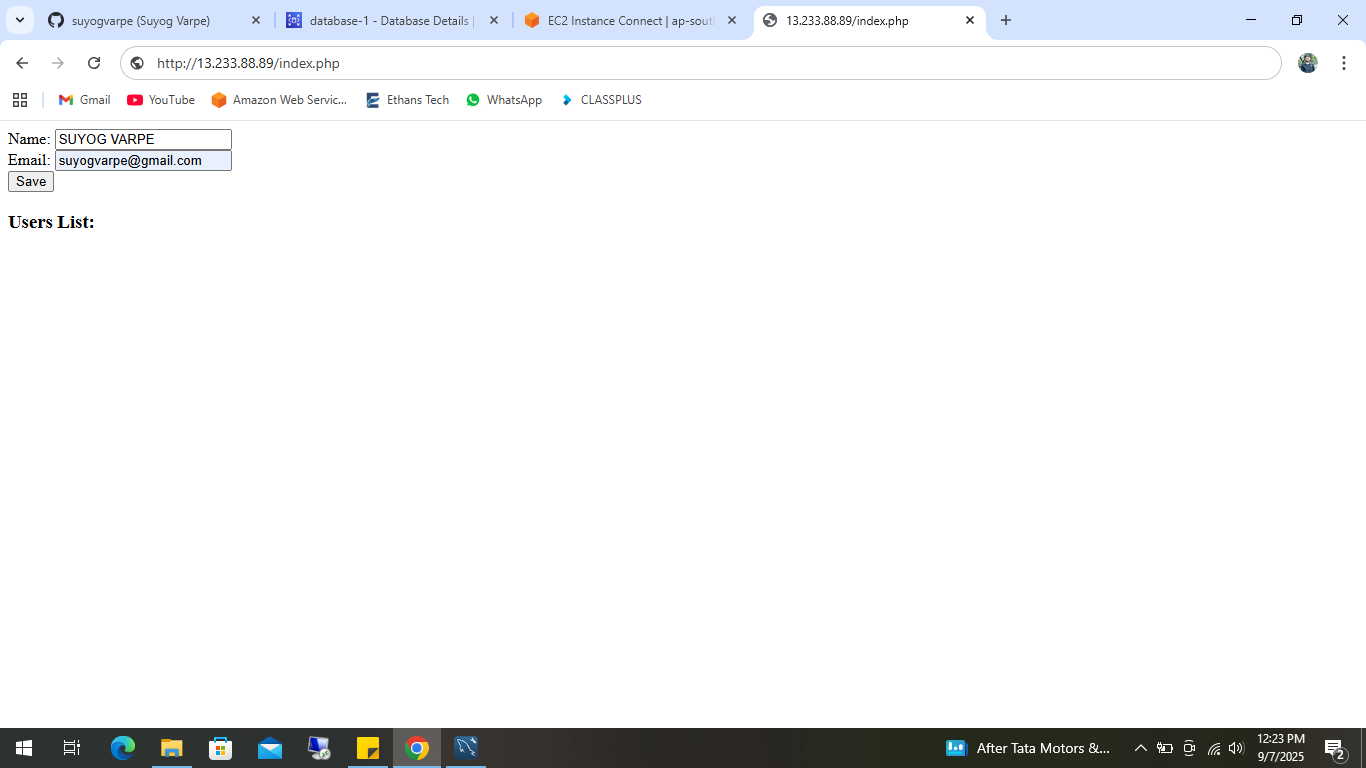 suyogvarpe (Suyog Varpe)
database-1 - Database Details |
EC2 Instance Connect | ap-sout
13.233.88.89/index.php
http://13.233.88.89/index.php
Gmail
YouTube
Amazon Web Servic...
Ethans Tech
WhatsApp
CLASSPLUS
Name: SUYOG VARPE
Email: suyogvarpe@gmail.com
Save
Users List:
After Tata Motors &...
12:23 PM
9/7/2025
2